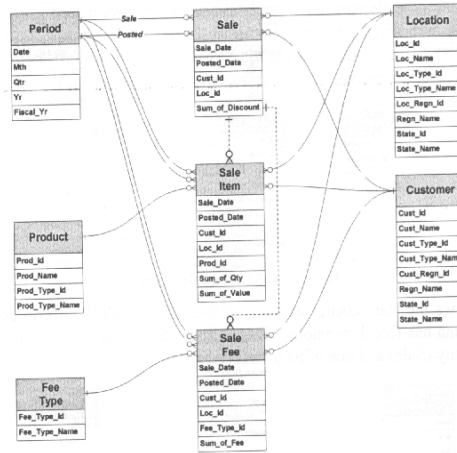 Period
Date
Mth
Qtr
Yr
Fiscal_Yr
Sale
Posted
Sale
Sale_Date
Posted_Date
Cust_Id
Loc_Id
Sum_of_Discount
Location
Loc_Id
Loc_Name
Loc_Type_Id
Loc_Type_Name
Loc_Regn_Id
Regn_Name
State_Id
State_Name
Sale
Item
Sale_Date
Posted_Date
Cust_Id
Loc_Id
Prod_Id
Sum_of_Qty
Sum_of_Value
Product
Prod_Id
Prod_Name
Prod_Type_Id
Prod_Type_Name
Customer
Cust_Id
Cust_Name
Cust_Type_Id
Cust_Type_Nam
Cust_Regn_Id
Regn_Name
State_Id
State_Name
Sale
Fee
Sale_Date
Posted_Date
Cust_Id
Loc_Id
Fee_Type_Id
Sum_of_Fee
Fee
Type
Fee_Type_Id
Fee_Type_Name